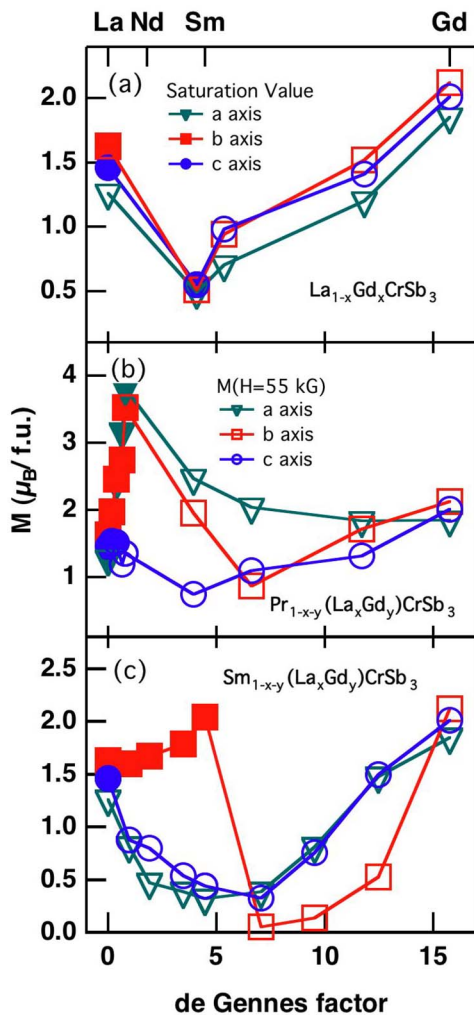 La Nd Sm Gd
(a)
Saturation Value
a axis
b axis
c axis
2.0
1.5
1.0
0.5
La1-xGdxCrSb3
(b)
M(H=55 kG)
a axis
b axis
c axis
4
3
2
1
M (μB/ f.u.)
Pr1-x-y(LaxGdy)CrSb3
(c)
Sm1-x-y(LaxGdy)CrSb3
2.5
2.0
1.5
1.0
0.5
0.0
0 5 10 15
de Gennes factor